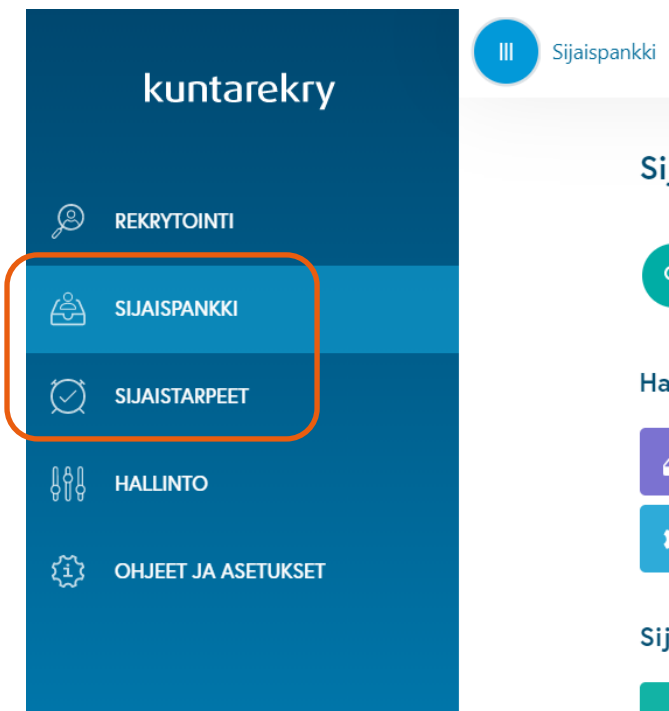 kuntarekry
REKRYTOINTI
SIJAISPANKKI
SIJAISTARPEET
HALLINTO
OHJEET JA ASETUKSET
Sijaispankki